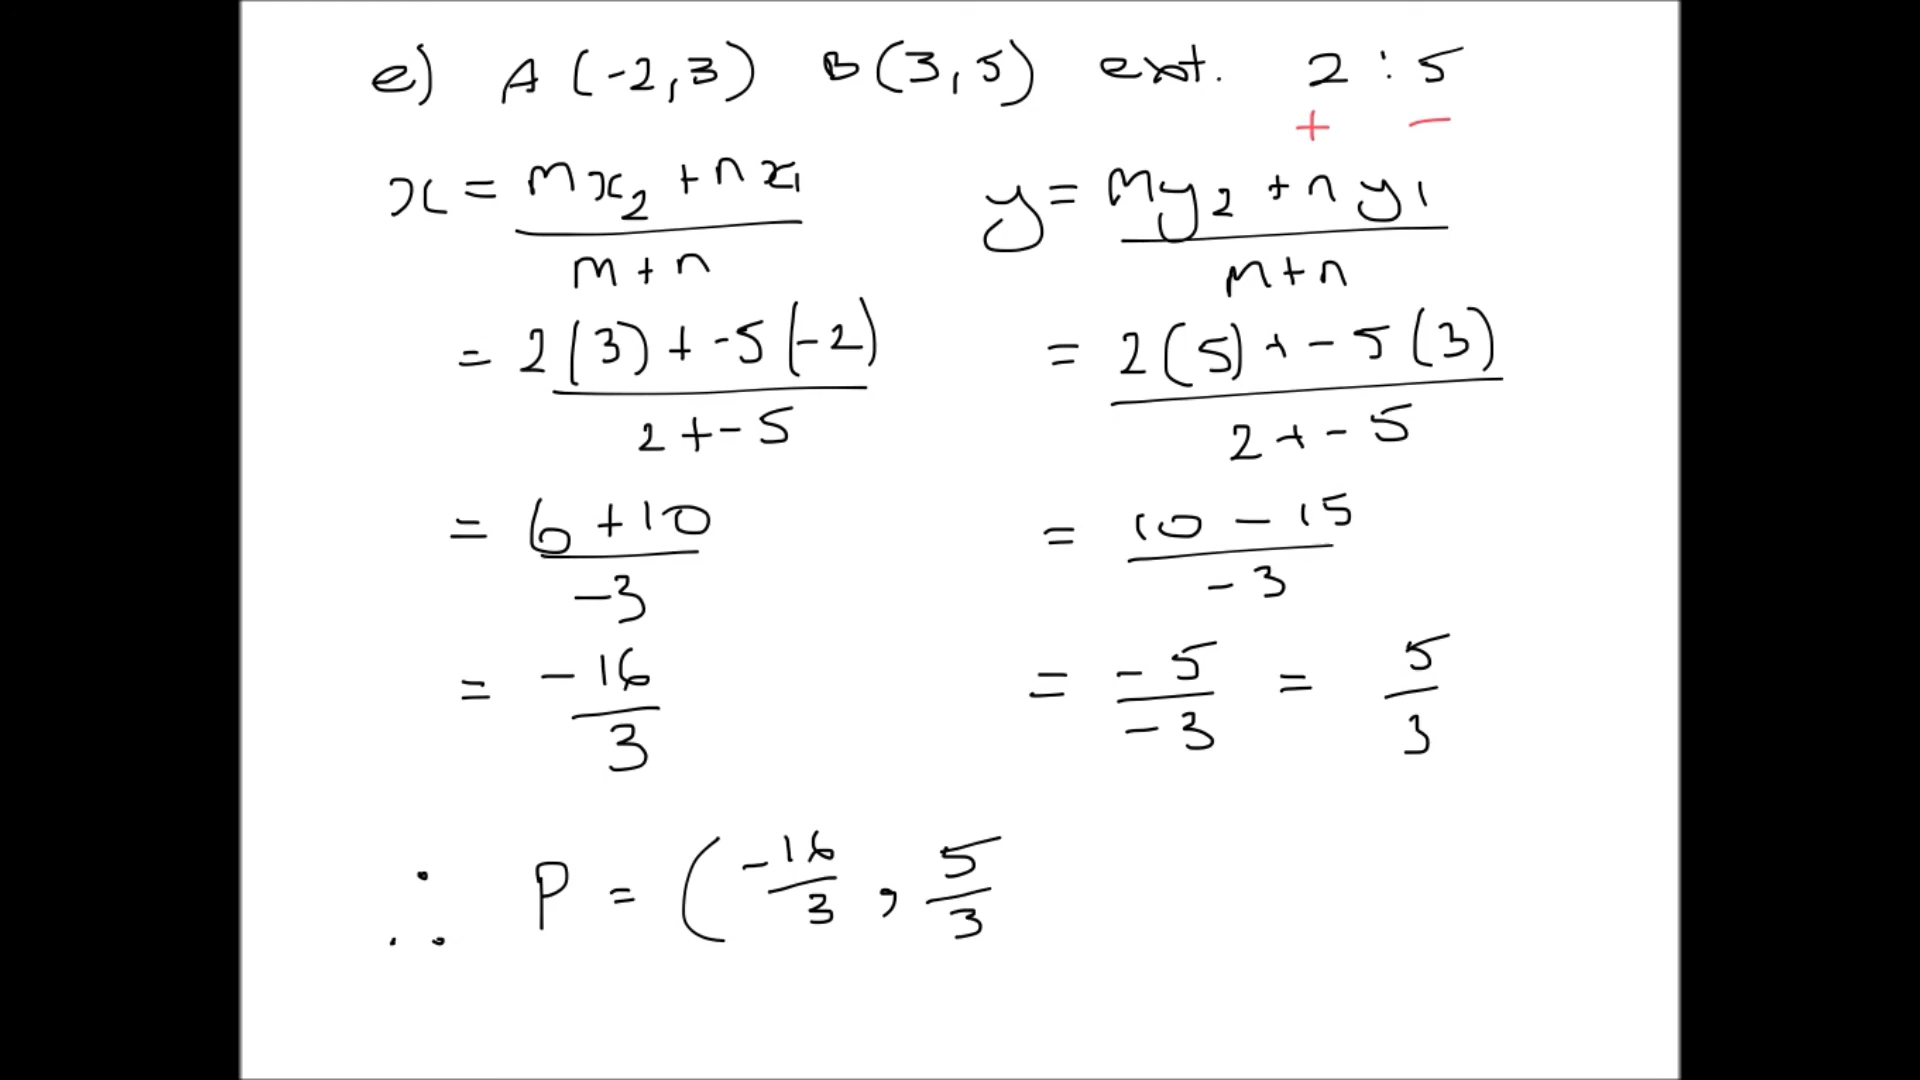 e) A (-2,3) B(3,5) ext. 2 : 5
+ −
x = (mx₂ + nx₁)/(m + n) y = (my₂ + ny₁)/(m + n)
= (2(3) + -5(-2))/(2 + -5) = (2(5) + -5(3))/(2 + -5)
= (6 + 10)/(-3) = (10 - 15)/(-3)
= -16/3 = -5/-3 = 5/3
∴ P = (-16/3 , 5/3